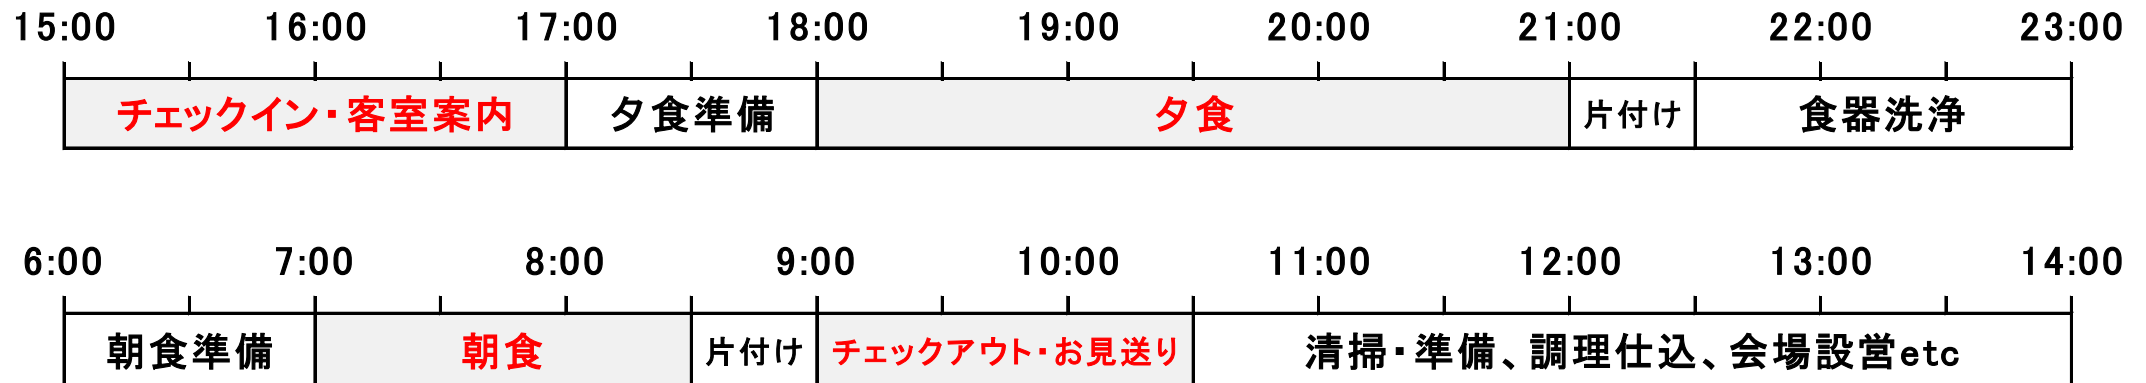 15:00 16:00 17:00 18:00 19:00 20:00 21:00 22:00 23:00
チェックイン・客室案内 夕食準備 夕食 片付け 食器洗浄
6:00 7:00 8:00 9:00 10:00 11:00 12:00 13:00 14:00
朝食準備 朝食 片付け チェックアウト・お見送り 清掃・準備、調理仕込、会場設営etc